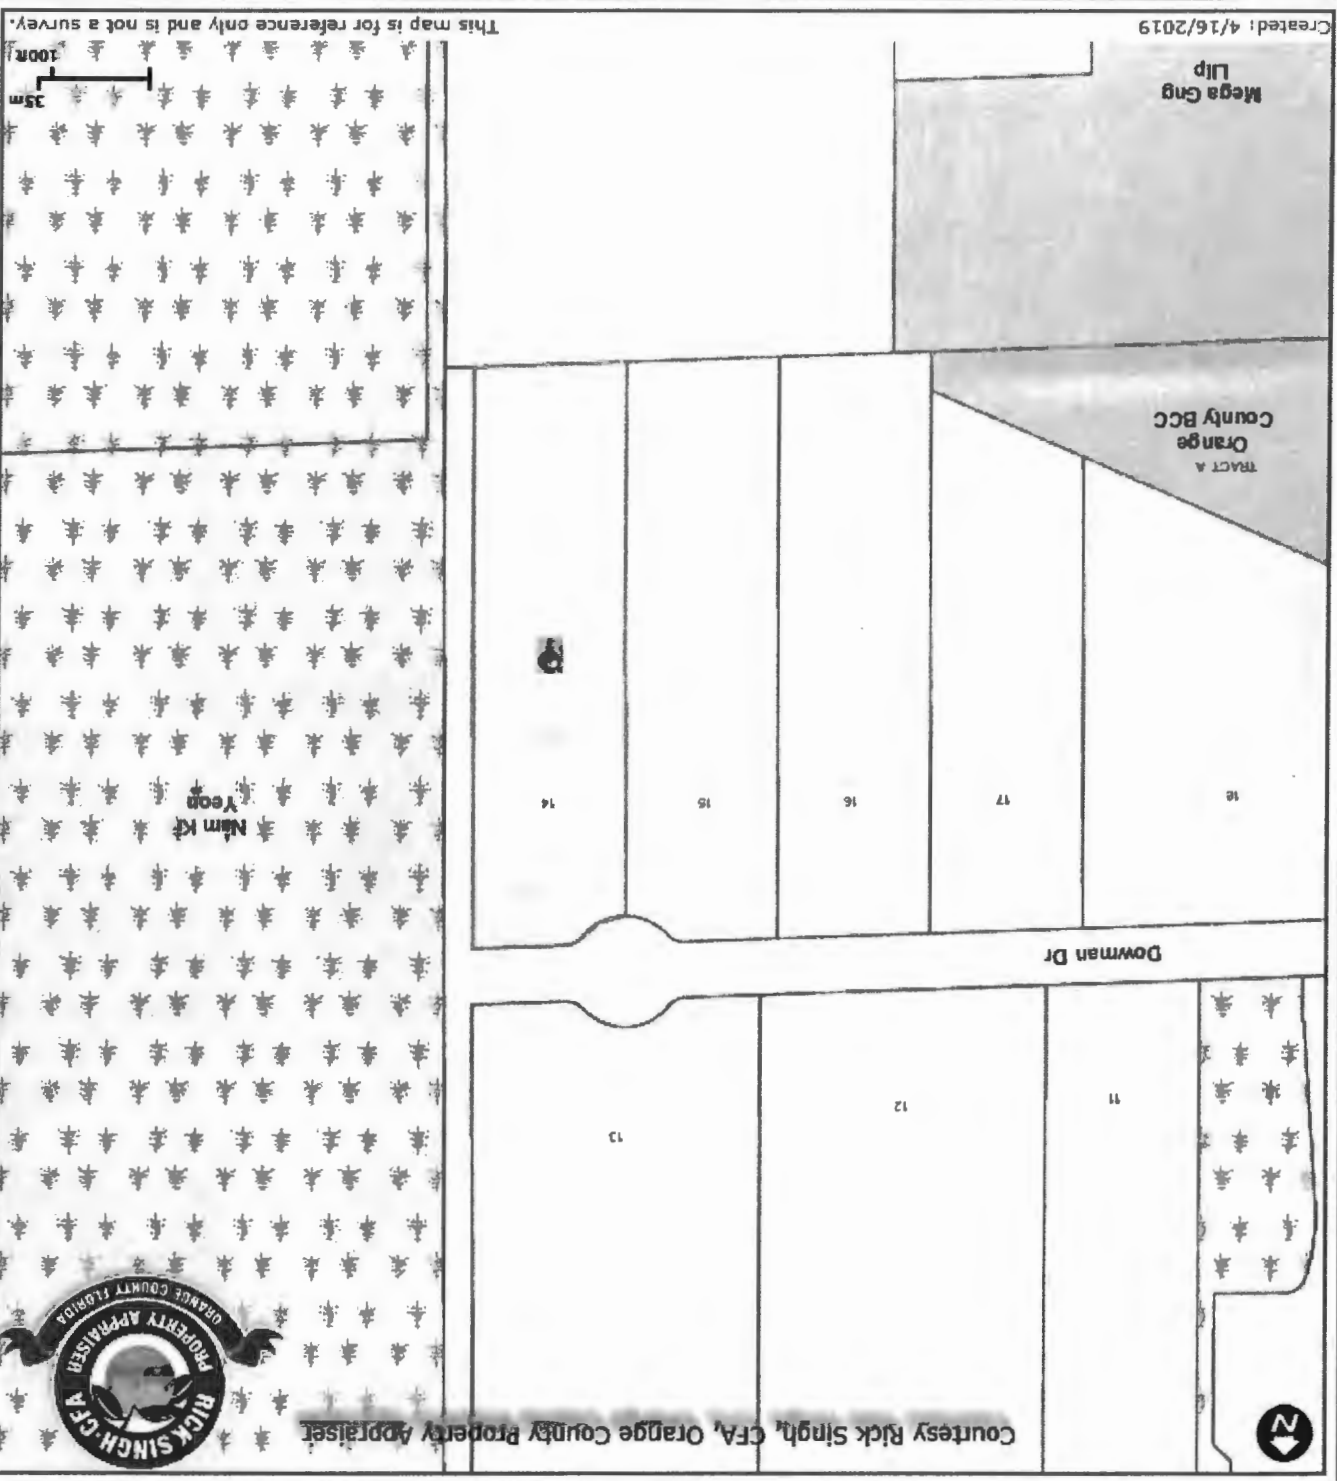 Courtesy Rick Singh, CFA, Orange County Property Appraiser
N
RICK SINGH, CFA
PROPERTY APPRAISER
ORANGE COUNTY FLORIDA
11
12
13
Dowman Dr
18
17
16
15
14
Nam Ki
Yeon
TRACT A
Orange
County BCC
Mega Gng
Llp
35m
100ft
Created: 4/16/2019
This map is for reference only and is not a survey.